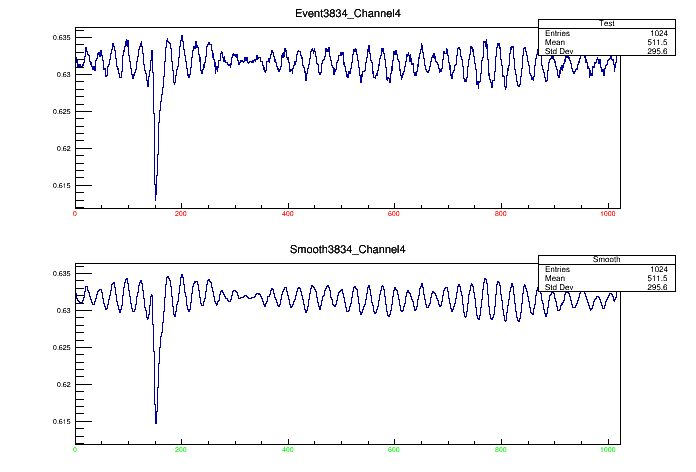 Event3834_Channel4
Test
Entries 1024
Mean 511.5
Std Dev 295.6
0.635
0.63
0.625
0.62
0.615
0 200 400 600 800 1000
Smooth3834_Channel4
Smooth
Entries 1024
Mean 511.5
Std Dev 295.6
0.635
0.63
0.625
0.62
0.615
0 200 400 600 800 1000